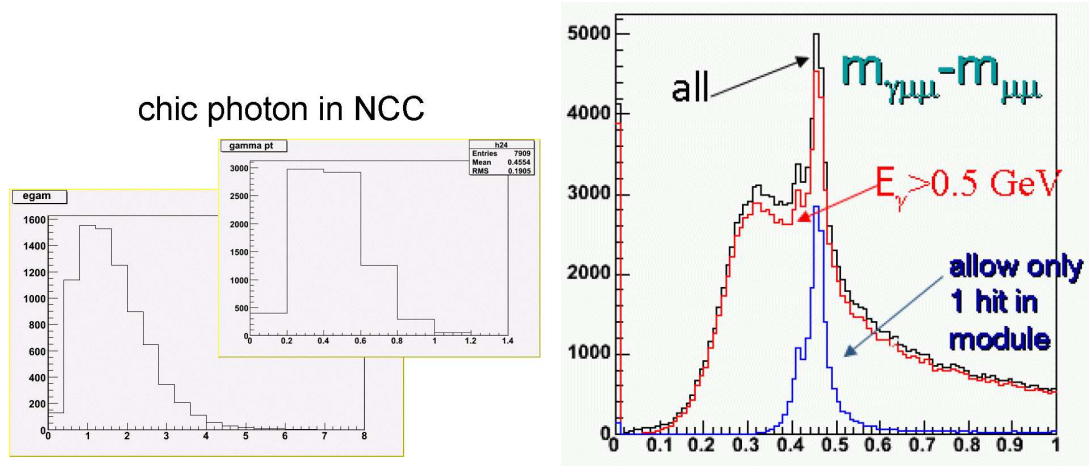 chic photon in NCC
egam
1600
1400
1200
1000
800
600
400
200
0
0 1 2 3 4 5 6 7 8
gamma pt
h24
Entries 7909
Mean 0.4554
RMS 0.1905
3000
2500
2000
1500
1000
500
0
0 0.2 0.4 0.6 0.8 1.0 1.2 1.4
5000
4000
3000
2000
1000
0
0 0.1 0.2 0.3 0.4 0.5 0.6 0.7 0.8 0.9 1
all
mγμμ-mμμ
Eγ>0.5 GeV
allow only
1 hit in
module